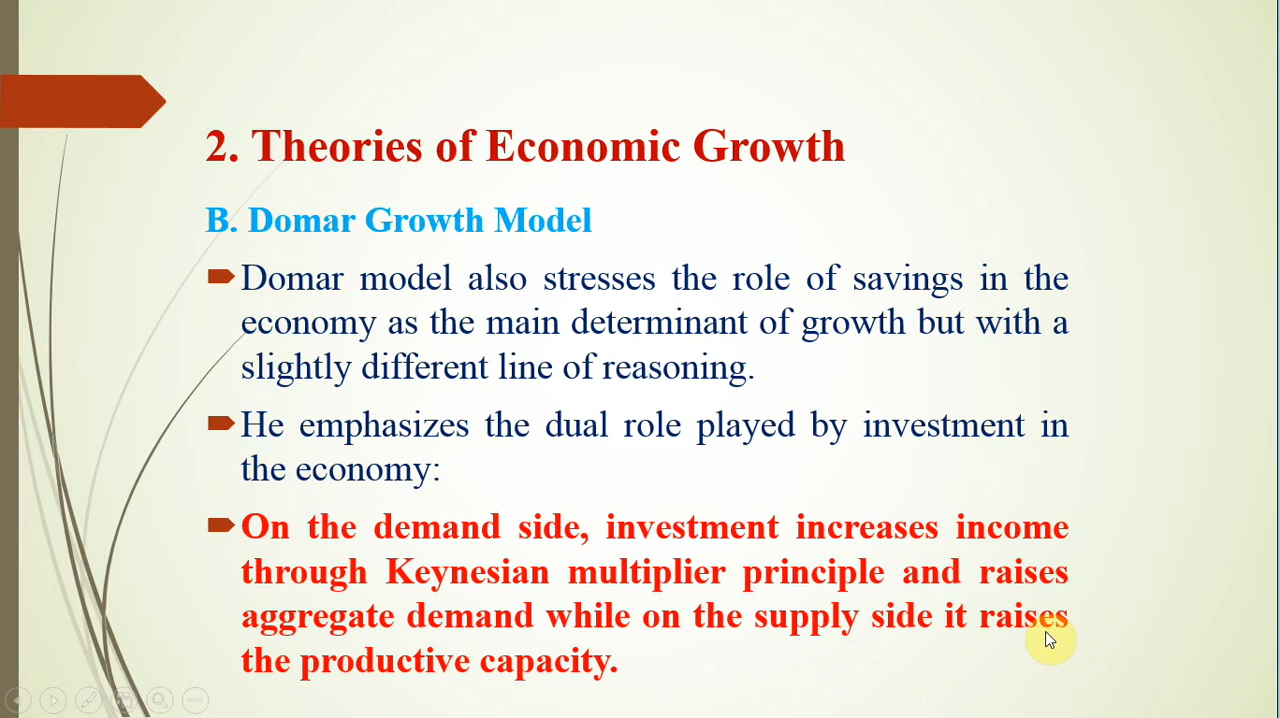 2. Theories of Economic Growth
B. Domar Growth Model
Domar model also stresses the role of savings in the
economy as the main determinant of growth but with a
slightly different line of reasoning.
He emphasizes the dual role played by investment in
the economy:
On the demand side, investment increases income
through Keynesian multiplier principle and raises
aggregate demand while on the supply side it raises
the productive capacity.